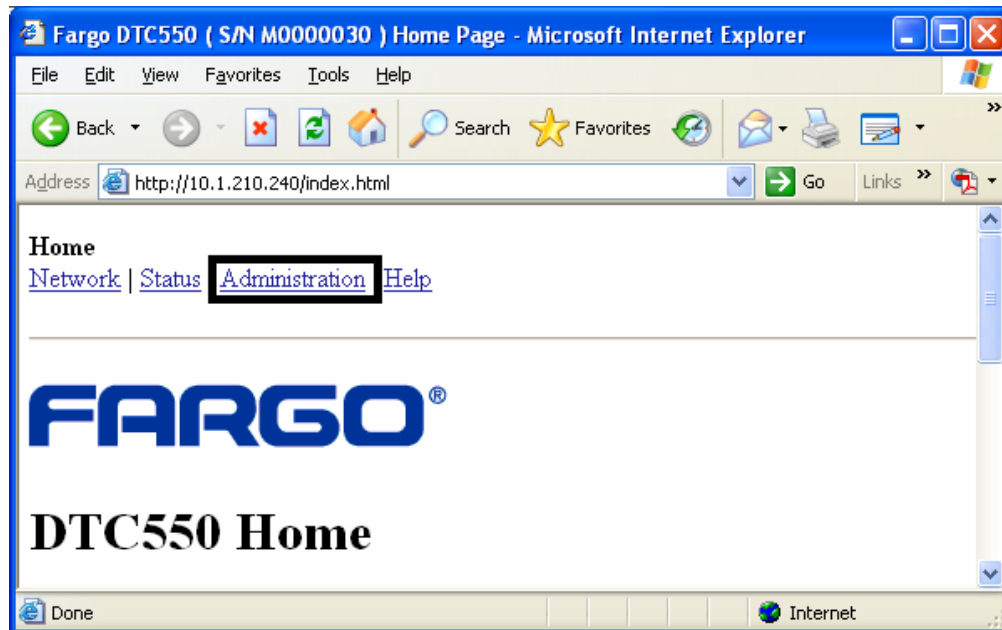 Fargo DTC550 ( S/N M0000030 ) Home Page - Microsoft Internet Explorer
File Edit View Favorites Tools Help
Back Search Favorites »
Address http://10.1.210.240/index.html Go Links »
Home
Network | Status Administration Help
FARGO®
DTC550 Home
Done Internet